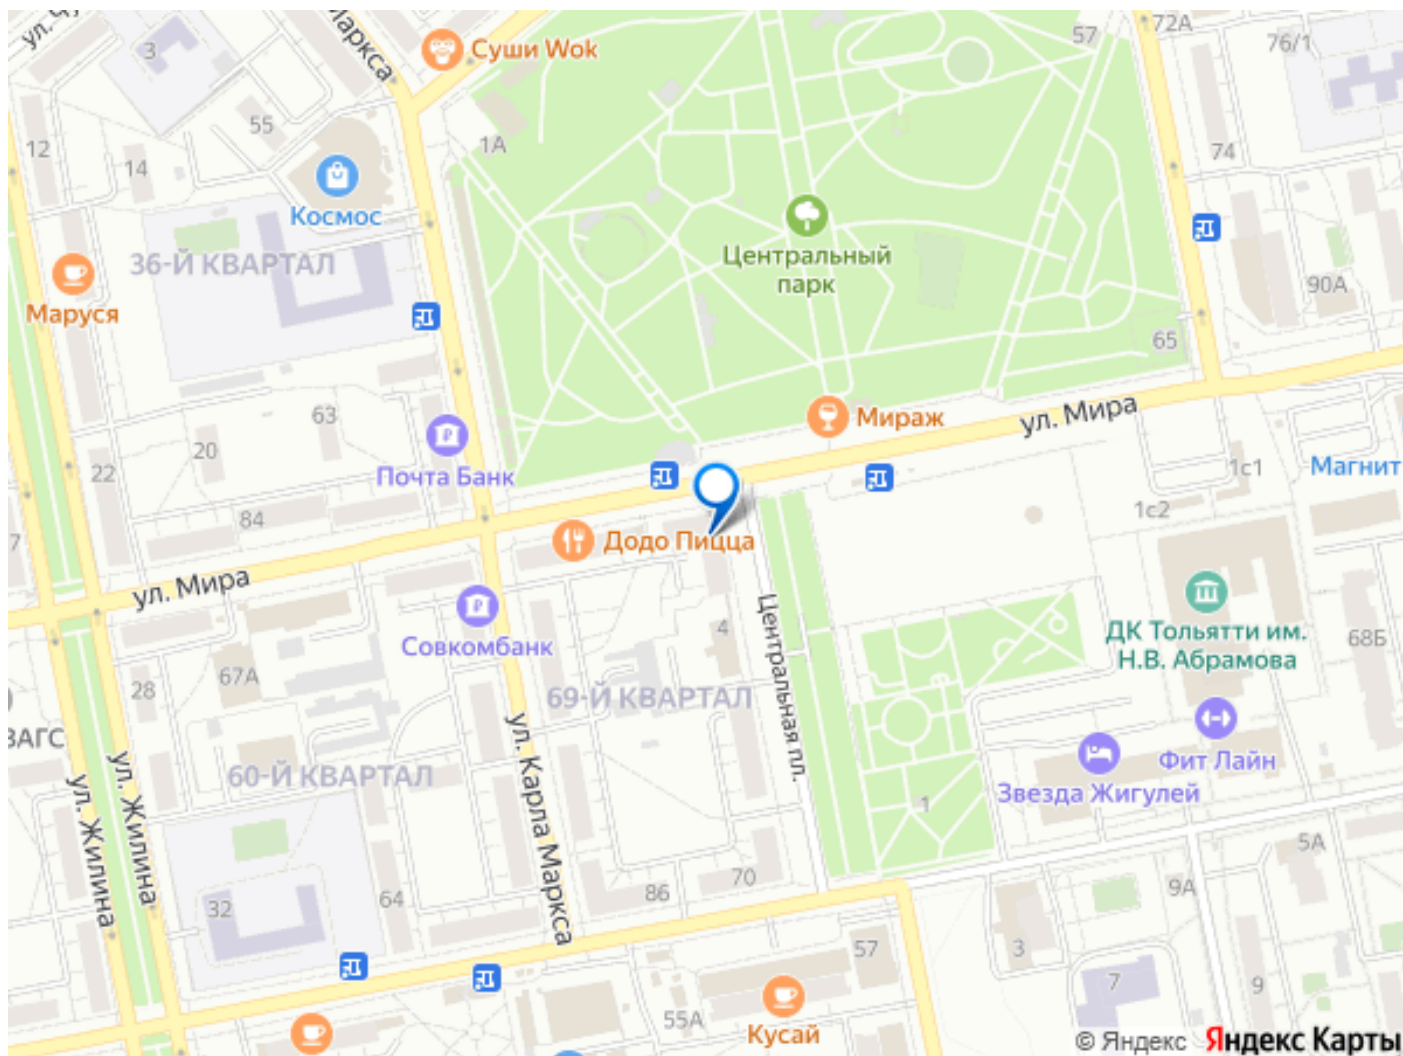 ул.
Маркса
Суши Wok
57
72А
76/1
3
55
1А
12
14
74
Космос
Центральный
парк
36-Й КВАРТАЛ
90А
Маруся
65
63
Мираж
ул. Мира
20
22
Почта Банк
1с1
Магнит
84
1с2
7
Додо Пицца
ул. Мира
Совкомбанк
4
Центральная пл.
ДК Тольятти им.
Н.В. Абрамова
68Б
67А
28
69-Й КВАРТАЛ
ЗАГС
60-Й КВАРТАЛ
ул. Жилина
ул. Жилина
ул. Карла Маркса
Фит Лайн
Звезда Жигулей
1
5А
70
86
9А
64
32
57
3
7
9
55А
Кусай
© Яндекс Яндекс Карты